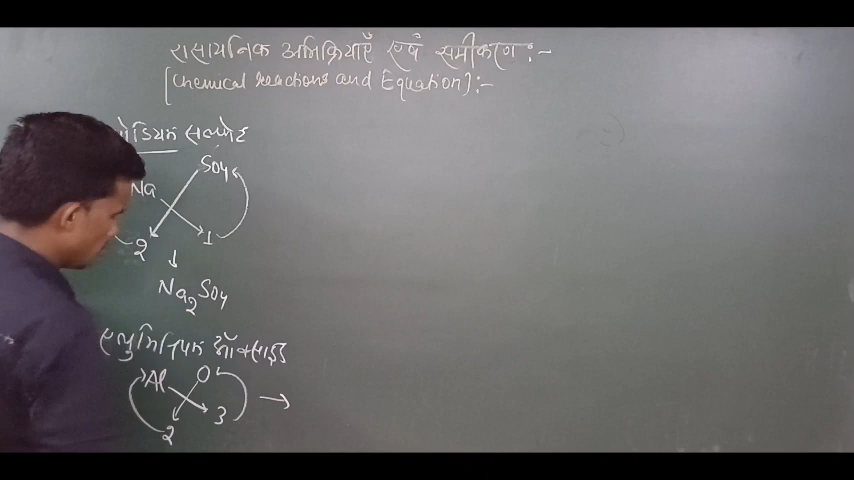 रासायनिक अभिक्रियाएँ एवं समीकरण :-
[Chemical reactions and Equation] :-
सोडियम सल्फेट
Na SO4
2 1
Na2SO4
एलुमिनियम ऑक्साइड
Al O
2 3